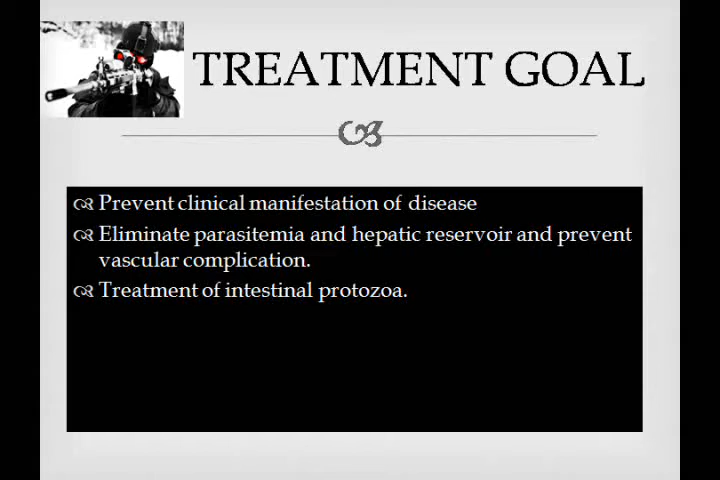 TREATMENT GOAL
Prevent clinical manifestation of disease
Eliminate parasitemia and hepatic reservoir and prevent
vascular complication.
Treatment of intestinal protozoa.